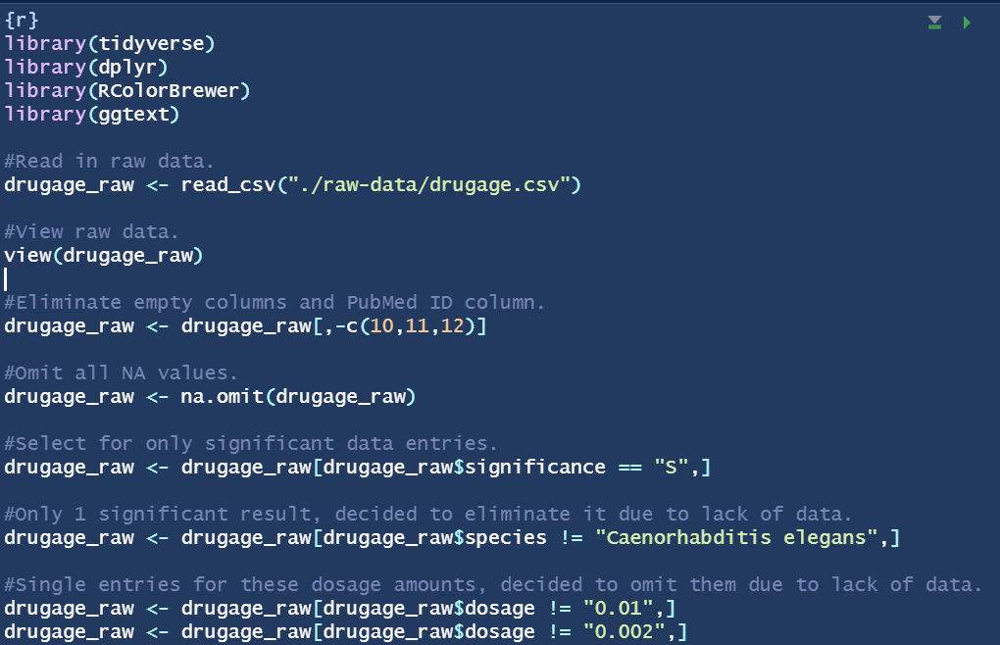 {r}
library(tidyverse)
library(dplyr)
library(RColorBrewer)
library(ggtext)
#Read in raw data.
drugage_raw <- read_csv("./raw-data/drugage.csv")
#View raw data.
view(drugage_raw)
#Eliminate empty columns and PubMed ID column.
drugage_raw <- drugage_raw[,-c(10,11,12)]
#Omit all NA values.
drugage_raw <- na.omit(drugage_raw)
#Select for only significant data entries.
drugage_raw <- drugage_raw[drugage_raw$significance == "S",]
#Only 1 significant result, decided to eliminate it due to lack of data.
drugage_raw <- drugage_raw[drugage_raw$species != "Caenorhabditis elegans",]
#Single entries for these dosage amounts, decided to omit them due to lack of data.
drugage_raw <- drugage_raw[drugage_raw$dosage != "0.01",]
drugage_raw <- drugage_raw[drugage_raw$dosage != "0.002",]